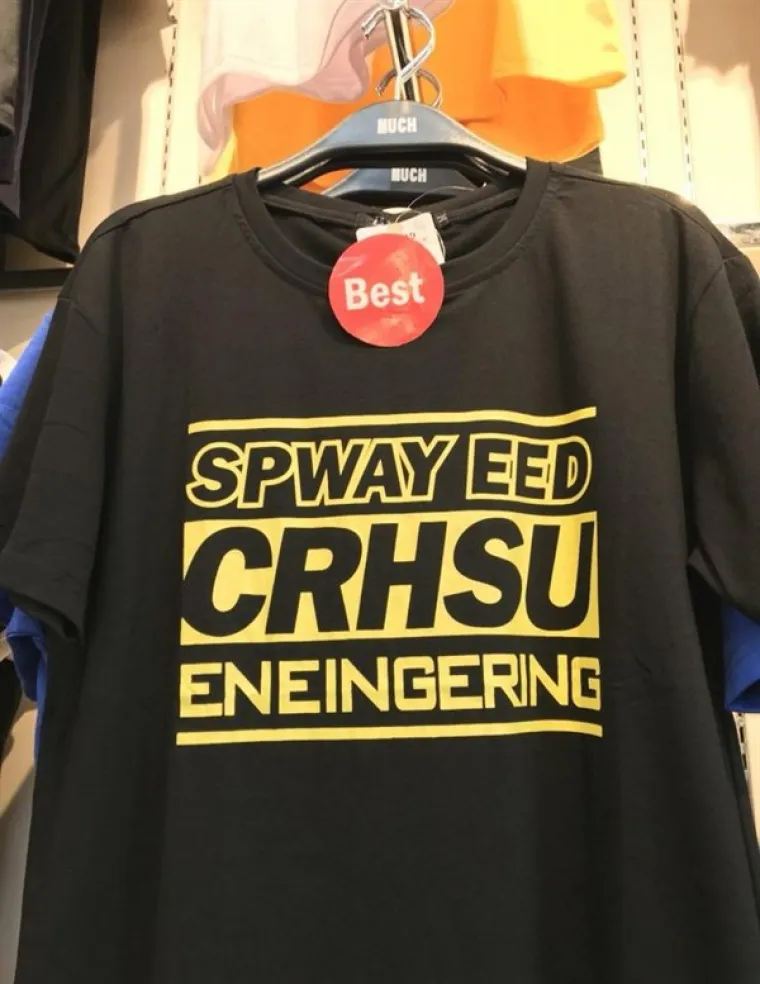 MUCH
MUCH
Best
SPWAY EED
CRHSU
ENEINGERING